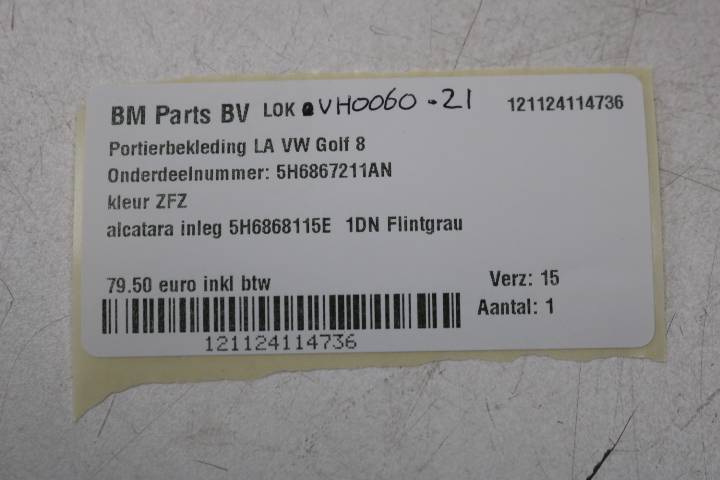 BM Parts BV LOK VH0060-21 121124114736
Portierbekleding LA VW Golf 8
Onderdeelnummer: 5H6867211AN
kleur ZFZ
alcatara inleg 5H6868115E 1DN Flintgrau
79.50 euro inkl btw Verz: 15
Aantal: 1
121124114736